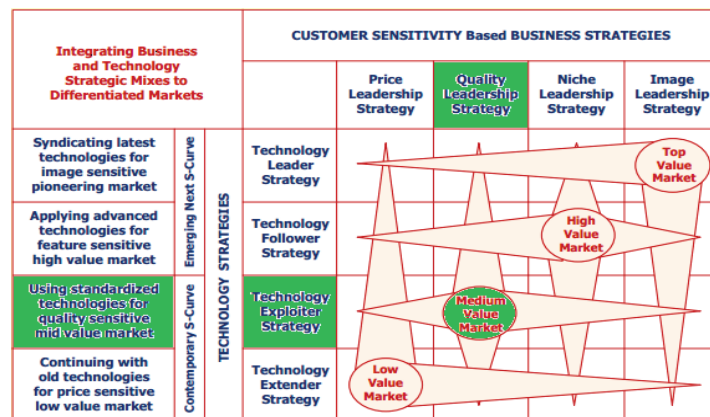 Integrating Business
and Technology
Strategic Mixes to
Differentiated Markets
CUSTOMER SENSITIVITY Based BUSINESS STRATEGIES
Price
Leadership
Strategy
Quality
Leadership
Strategy
Niche
Leadership
Strategy
Image
Leadership
Strategy
Syndicating latest
technologies for
image sensitive
pioneering market
Applying advanced
technologies for
feature sensitive
high value market
Using standardized
technologies for
quality sensitive
mid value market
Continuing with
old technologies
for price sensitive
low value market
Emerging Next S-Curve
Contemporary S-Curve
TECHNOLOGY STRATEGIES
Technology
Leader
Strategy
Technology
Follower
Strategy
Technology
Exploiter
Strategy
Technology
Extender
Strategy
Top
Value
Market
High
Value
Market
Medium
Value
Market
Low
Value
Market